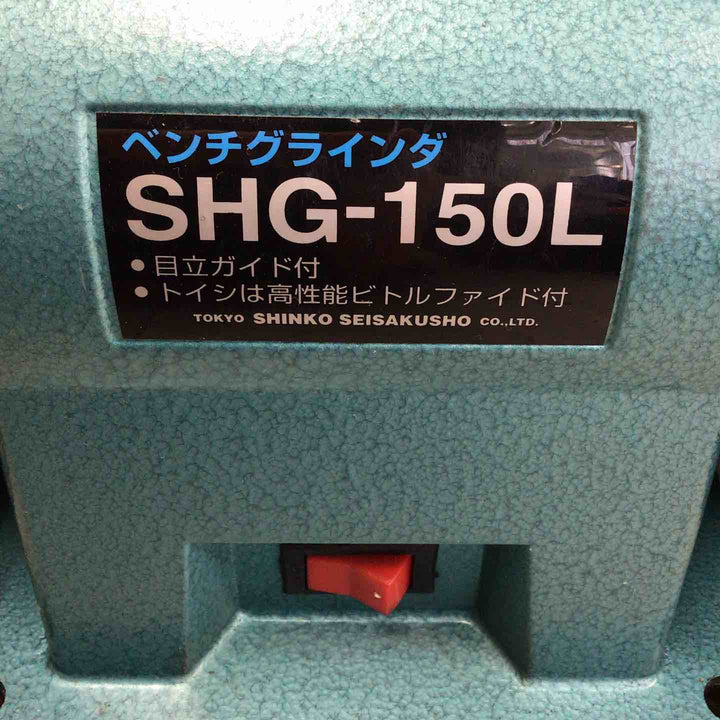 ベンチグラインダ
SHG-150L
• 目立ガイド付
• トイシは高性能ビトルファイド付
TOKYO SHINKO SEISAKUSHO CO.,LTD.